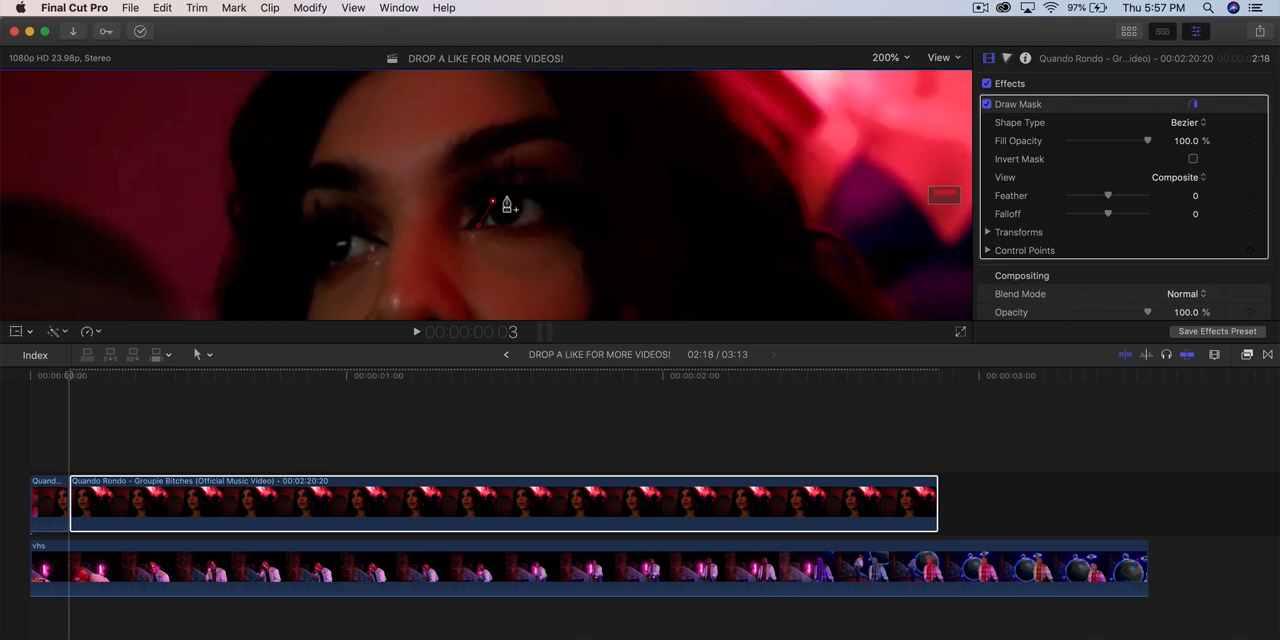 Final Cut Pro File Edit Trim Mark Clip Modify View Window Help 97% Thu 5:57 PM
1080p HD 23.98p, Stereo DROP A LIKE FOR MORE VIDEOS! 200% View Quando Rondo - Gr...ideo) - 00:02:20:20 2:18
Effects
Draw Mask
Shape Type Bezier
Fill Opacity 100.0 %
Invert Mask
View Composite
Feather 0
Falloff 0
Transforms
Control Points
Compositing
Blend Mode Normal
Opacity 100.0 %
00:00:00:03 Save Effects Preset
Index DROP A LIKE FOR MORE VIDEOS! 02:18 / 03:13
00:00:00:00 00:00:01:00 00:00:02:00 00:00:03:00
Quand... Quando Rondo - Groupie Bitches (Official Music Video) - 00:02:20:20
vhs